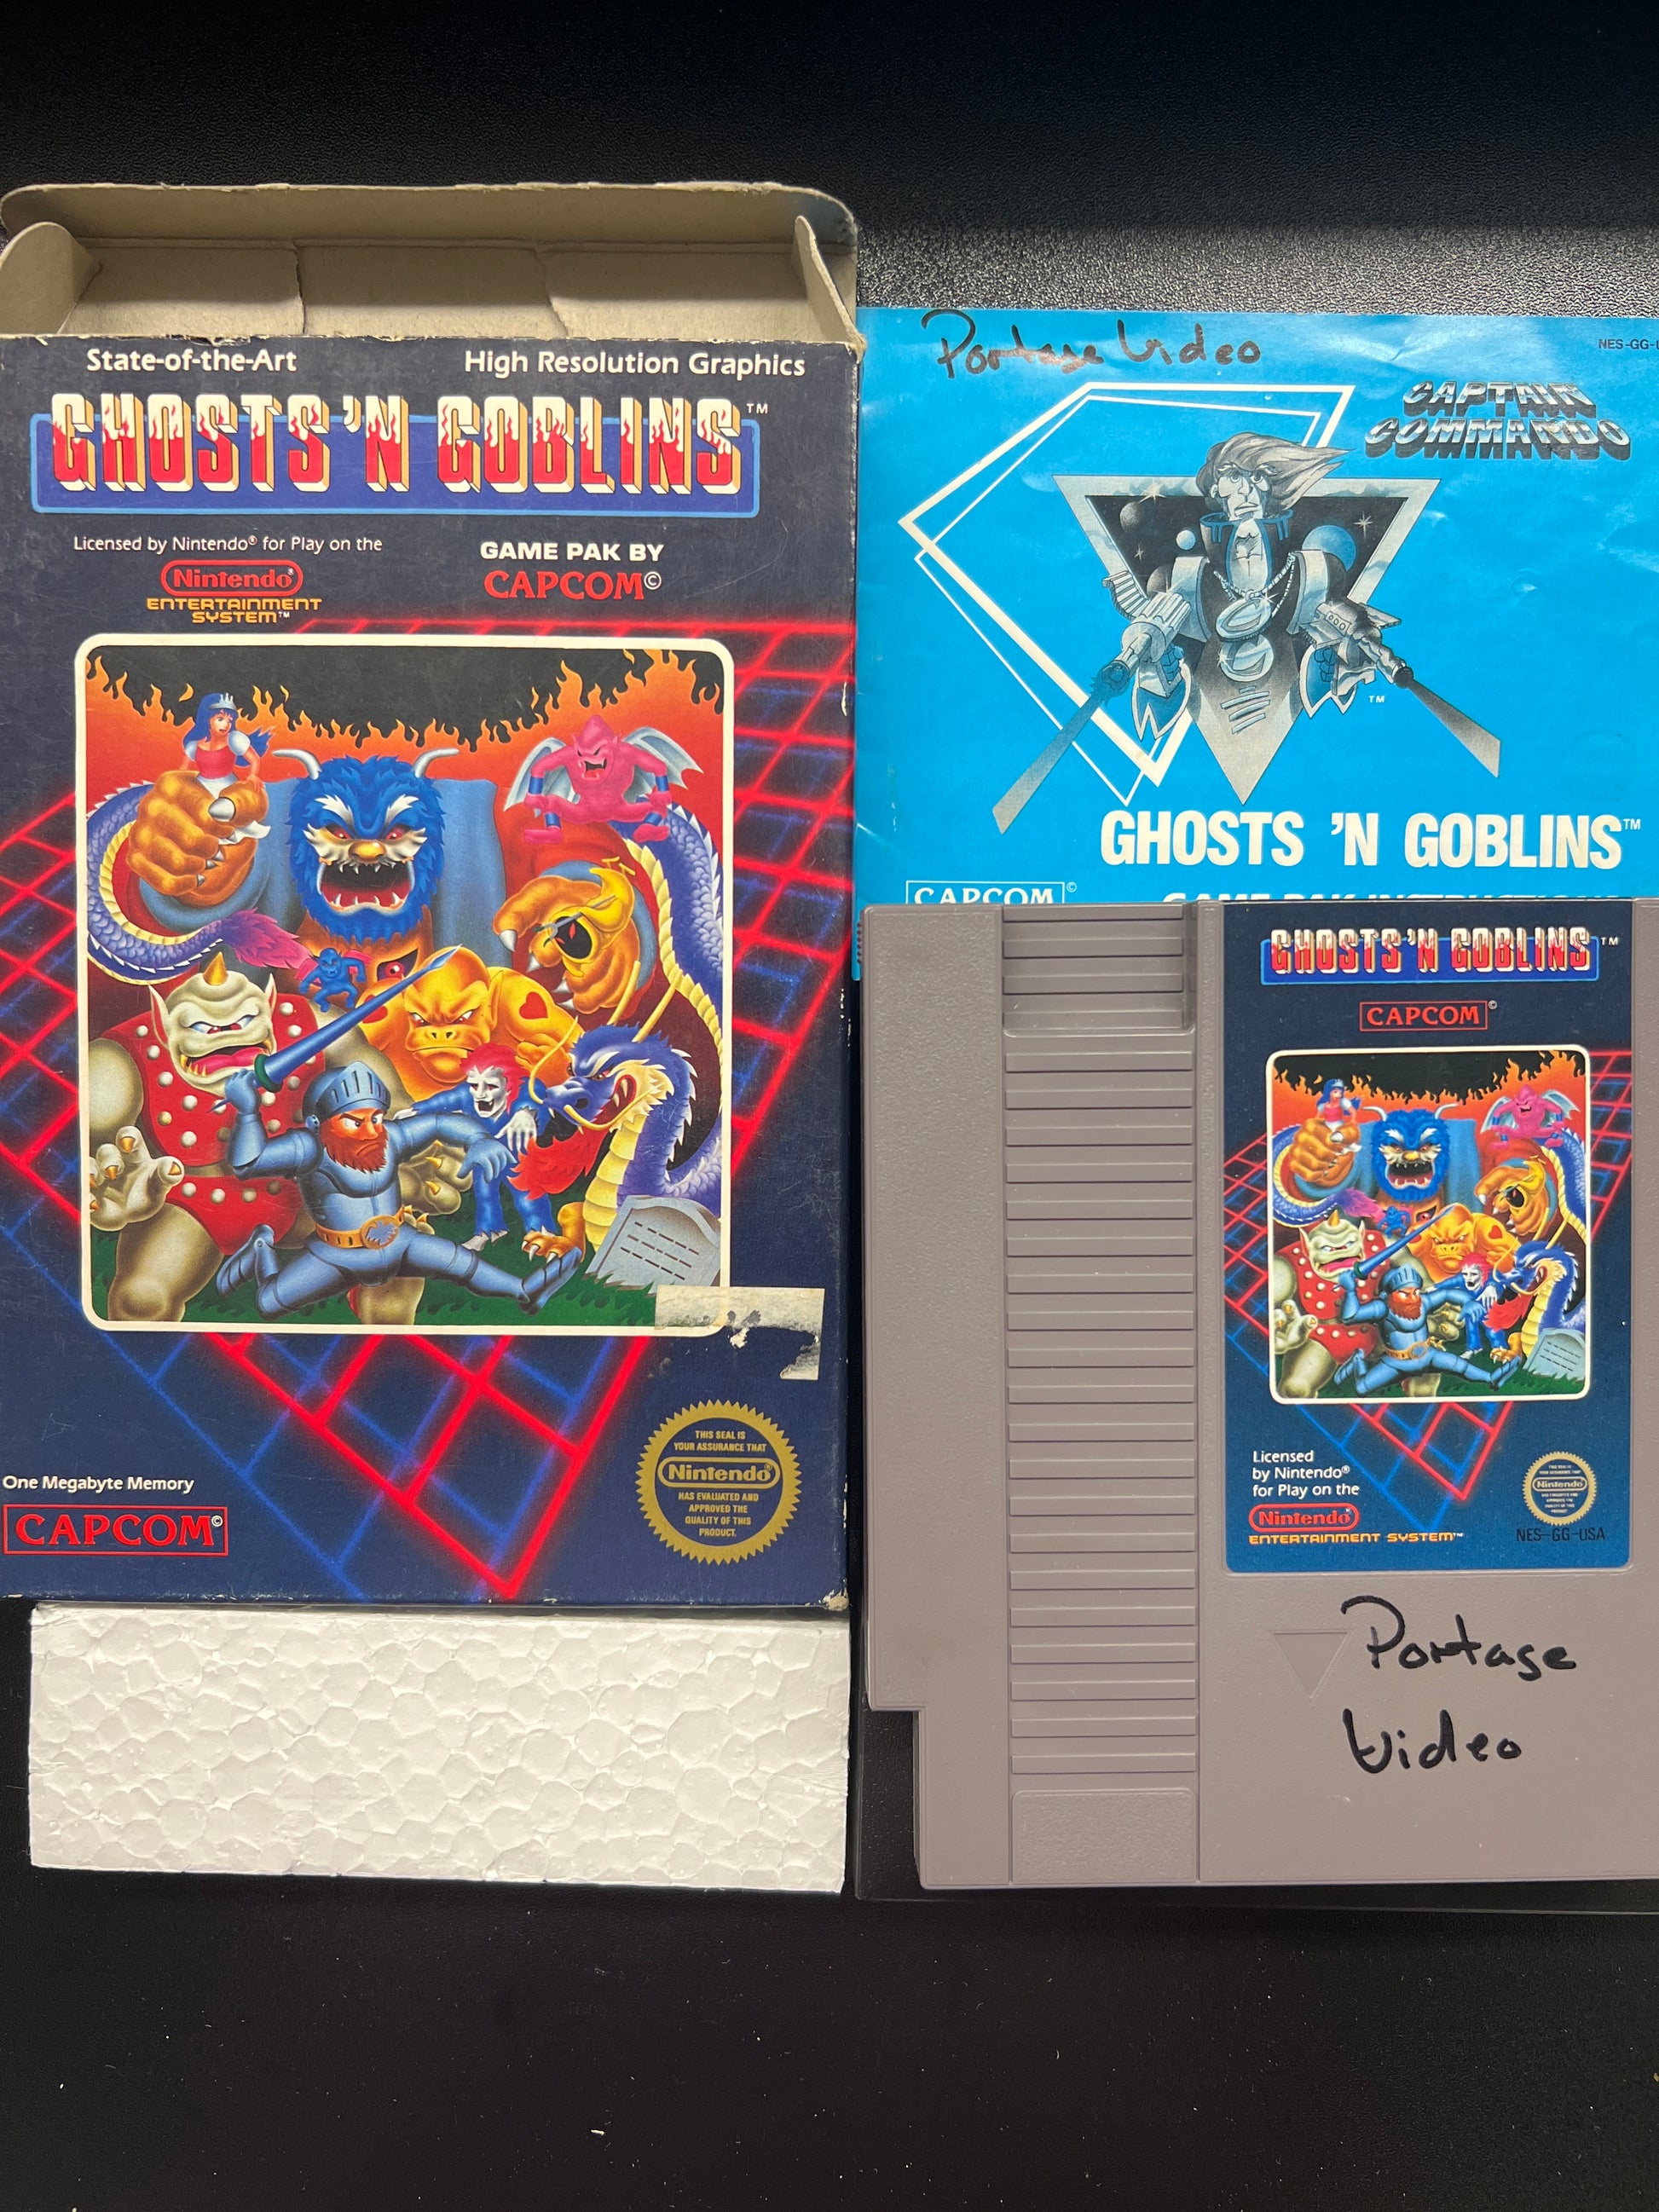 State-of-the-Art High Resolution Graphics
GHOSTS 'N GOBLINS™
Licensed by Nintendo® for Play on the
Nintendo®
ENTERTAINMENT
SYSTEM™
GAME PAK BY
CAPCOM©
THIS SEAL IS
YOUR ASSURANCE THAT
Nintendo®
HAS EVALUATED AND
APPROVED THE
QUALITY OF THIS
PRODUCT.
One Megabyte Memory
CAPCOM©
Portage Video
NES-GG-U
CAPTAIN
COMMANDO
™
GHOSTS 'N GOBLINS™
CAPCOM©
GHOSTS 'N GOBLINS™
CAPCOM©
Licensed
by Nintendo®
for Play on the
Nintendo®
ENTERTAINMENT SYSTEM™
Nintendo
NES-GG-USA
Portage
Video